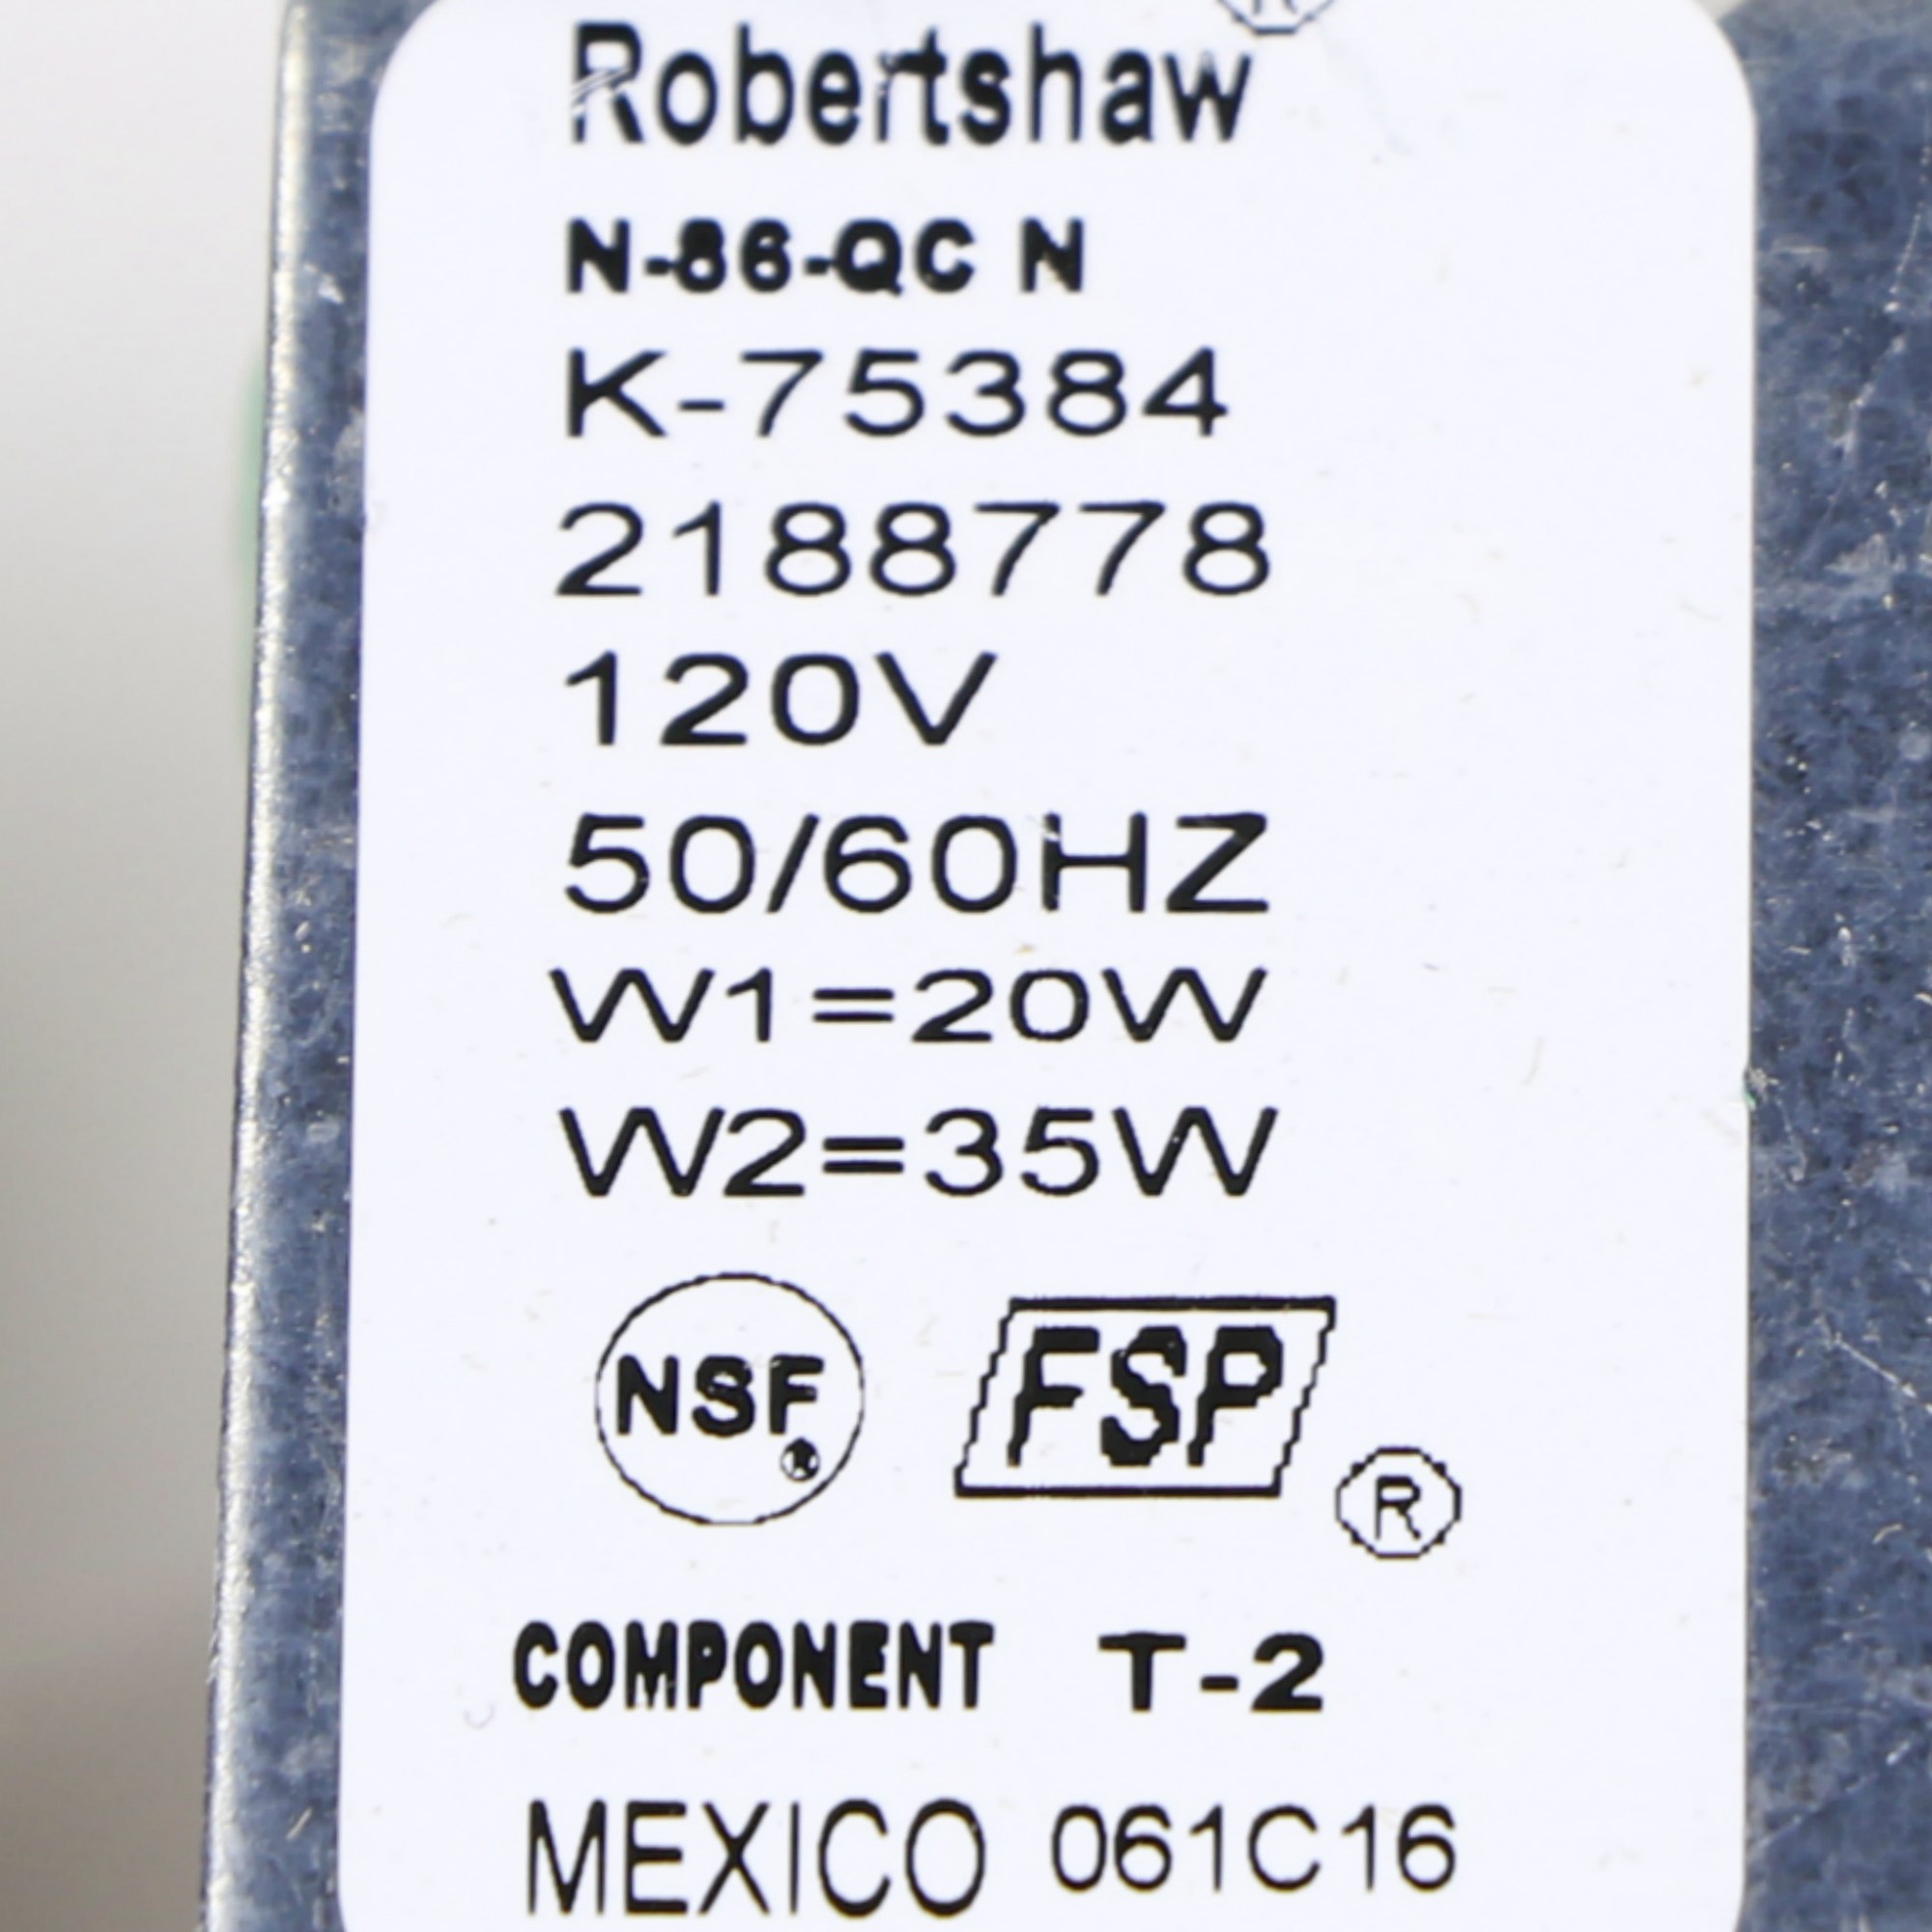 Robertshaw®
N-86-QC N
K-75384
2188778
120V
50/60HZ
W1=20W
W2=35W
NSF® FSP®
COMPONENT T-2
MEXICO 061C16